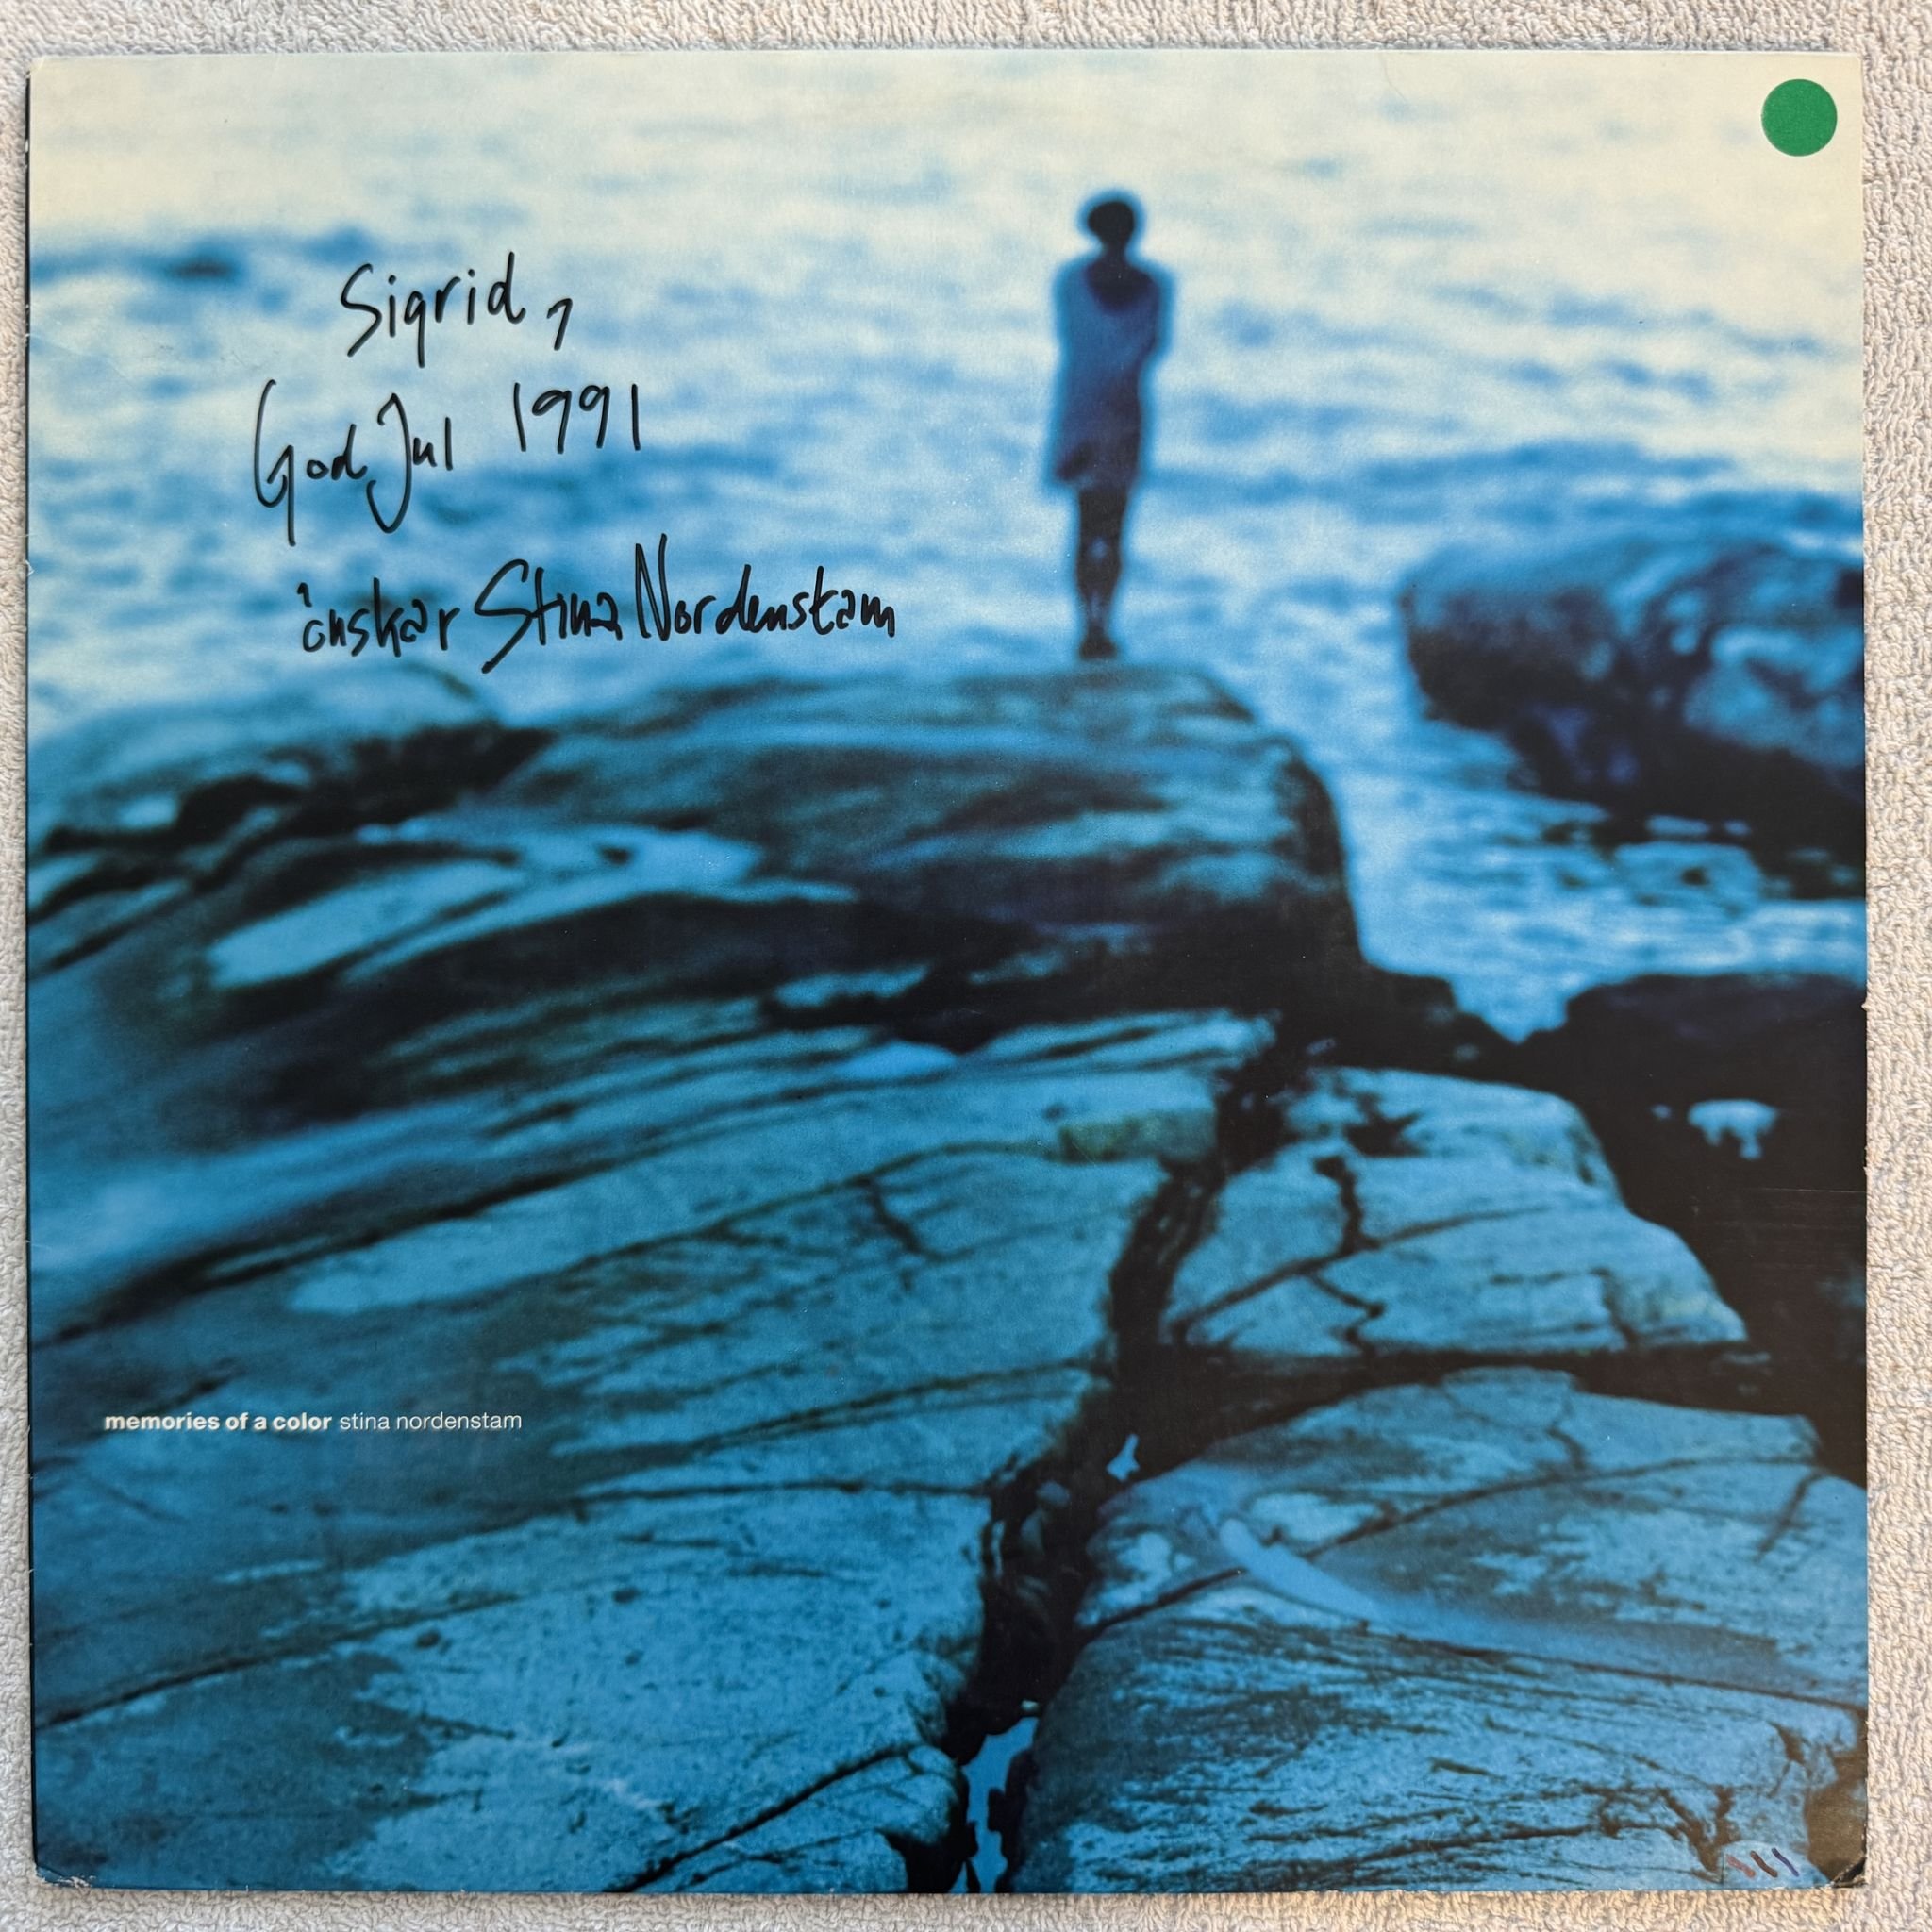 Sigrid,
God Jul 1991
önskar Stina Nordenstam
memories of a color stina nordenstam